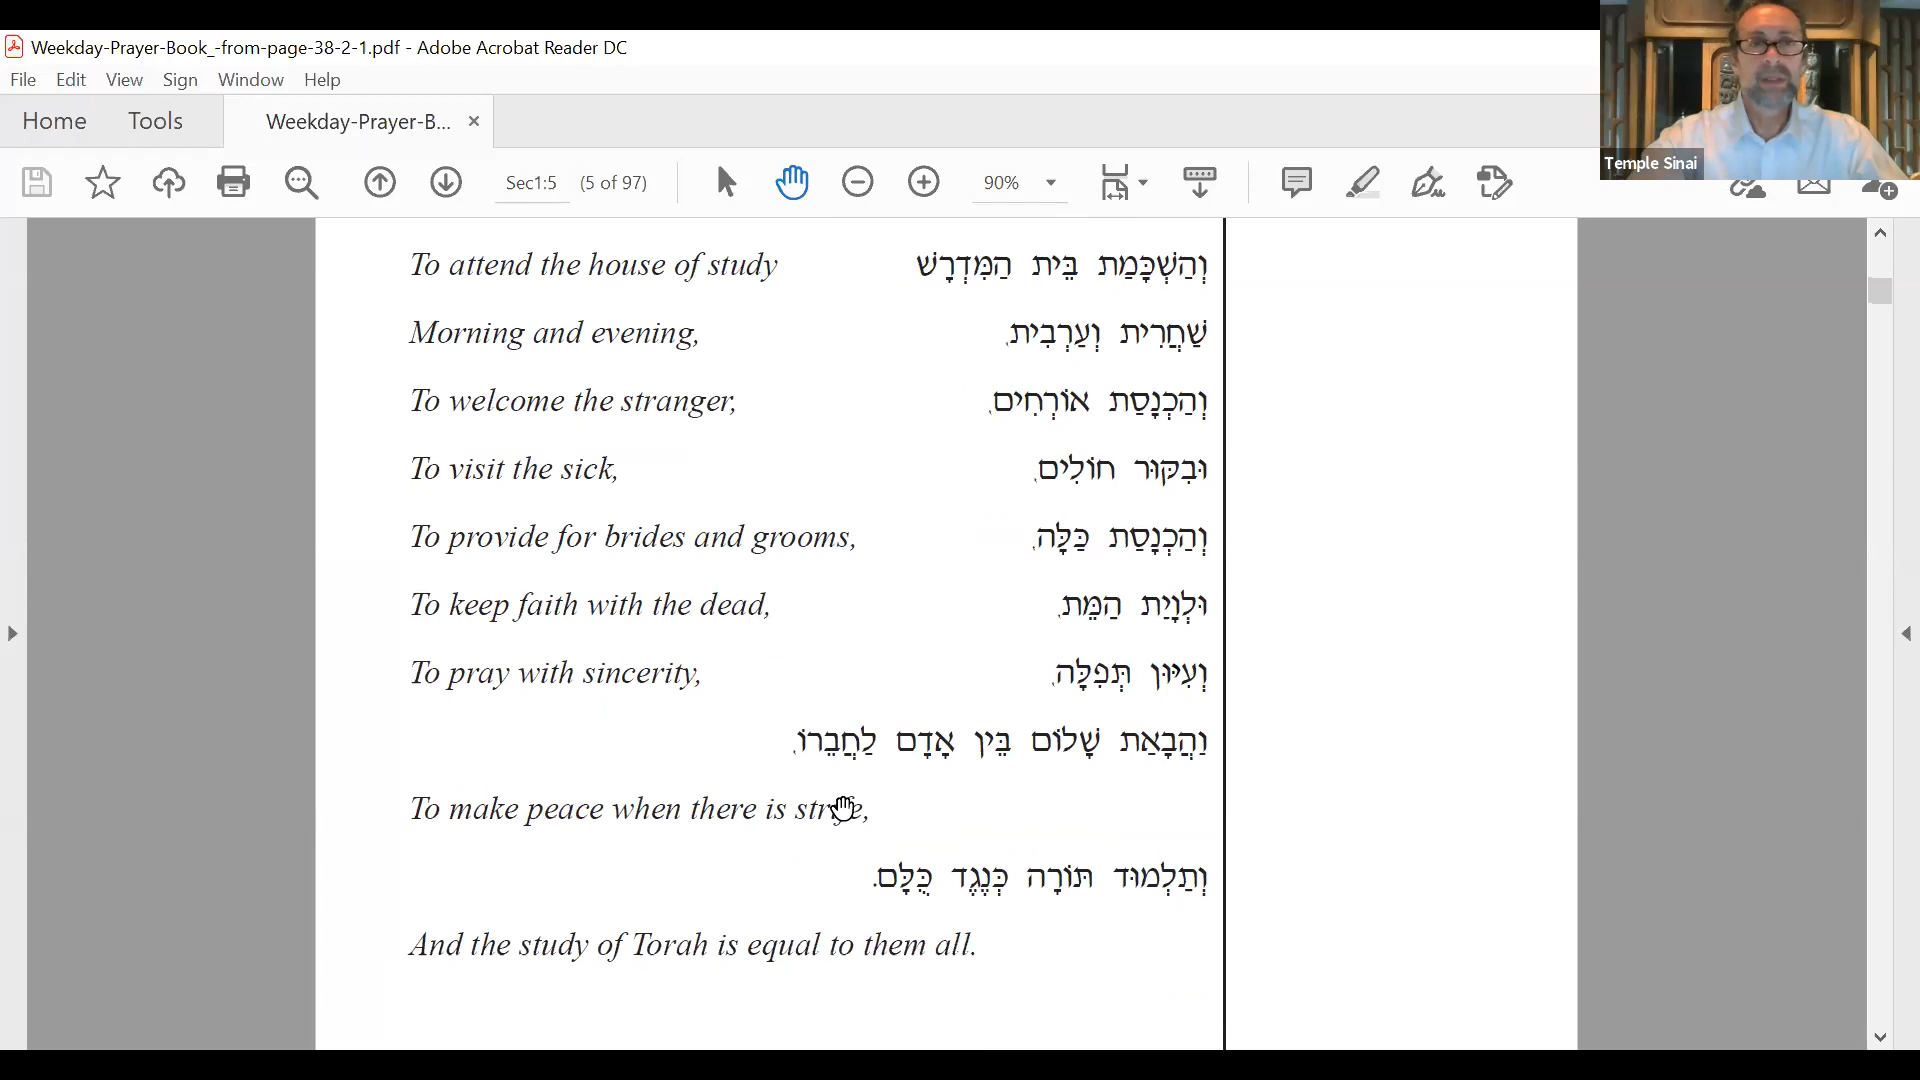 Weekday-Prayer-Book_-from-page-38-2-1.pdf - Adobe Acrobat Reader DC
File Edit View Sign Window Help
Home Tools Weekday-Prayer-B... ×
Sec1:5 (5 of 97) 90%
Temple Sinai
To attend the house of study וְהַשְׁכָּמַת בֵּית הַמִּדְרָשׁ
Morning and evening, שַׁחֲרִית וְעַרְבִית,
To welcome the stranger, וְהַכְנָסַת אוֹרְחִים,
To visit the sick, וּבִקּוּר חוֹלִים,
To provide for brides and grooms, וְהַכְנָסַת כַּלָּה,
To keep faith with the dead, וּלְוָיַת הַמֵּת,
To pray with sincerity, וְעִיּוּן תְּפִלָּה,
וַהֲבָאַת שָׁלוֹם בֵּין אָדָם לַחֲבֵרוֹ,
To make peace when there is strife,
וְתַלְמוּד תּוֹרָה כְּנֶגֶד כֻּלָּם.
And the study of Torah is equal to them all.